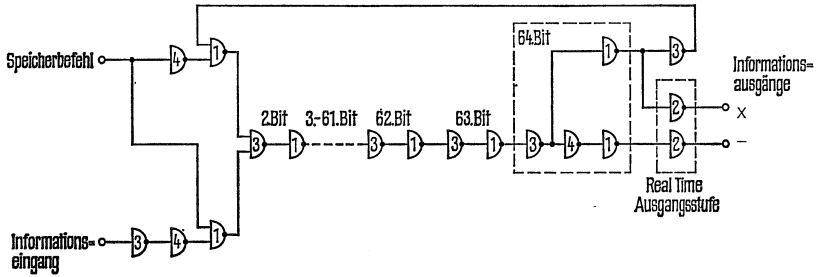 Speicherbefehl
4
1
64.Bit
1
3
Informations=
ausgänge
2
x
2.Bit
3.-61.Bit
62.Bit
63.Bit
3
1
3
1
3
1
3
4
1
2
–
Real Time
Ausgangsstufe
Informations=
eingang
3
4
1